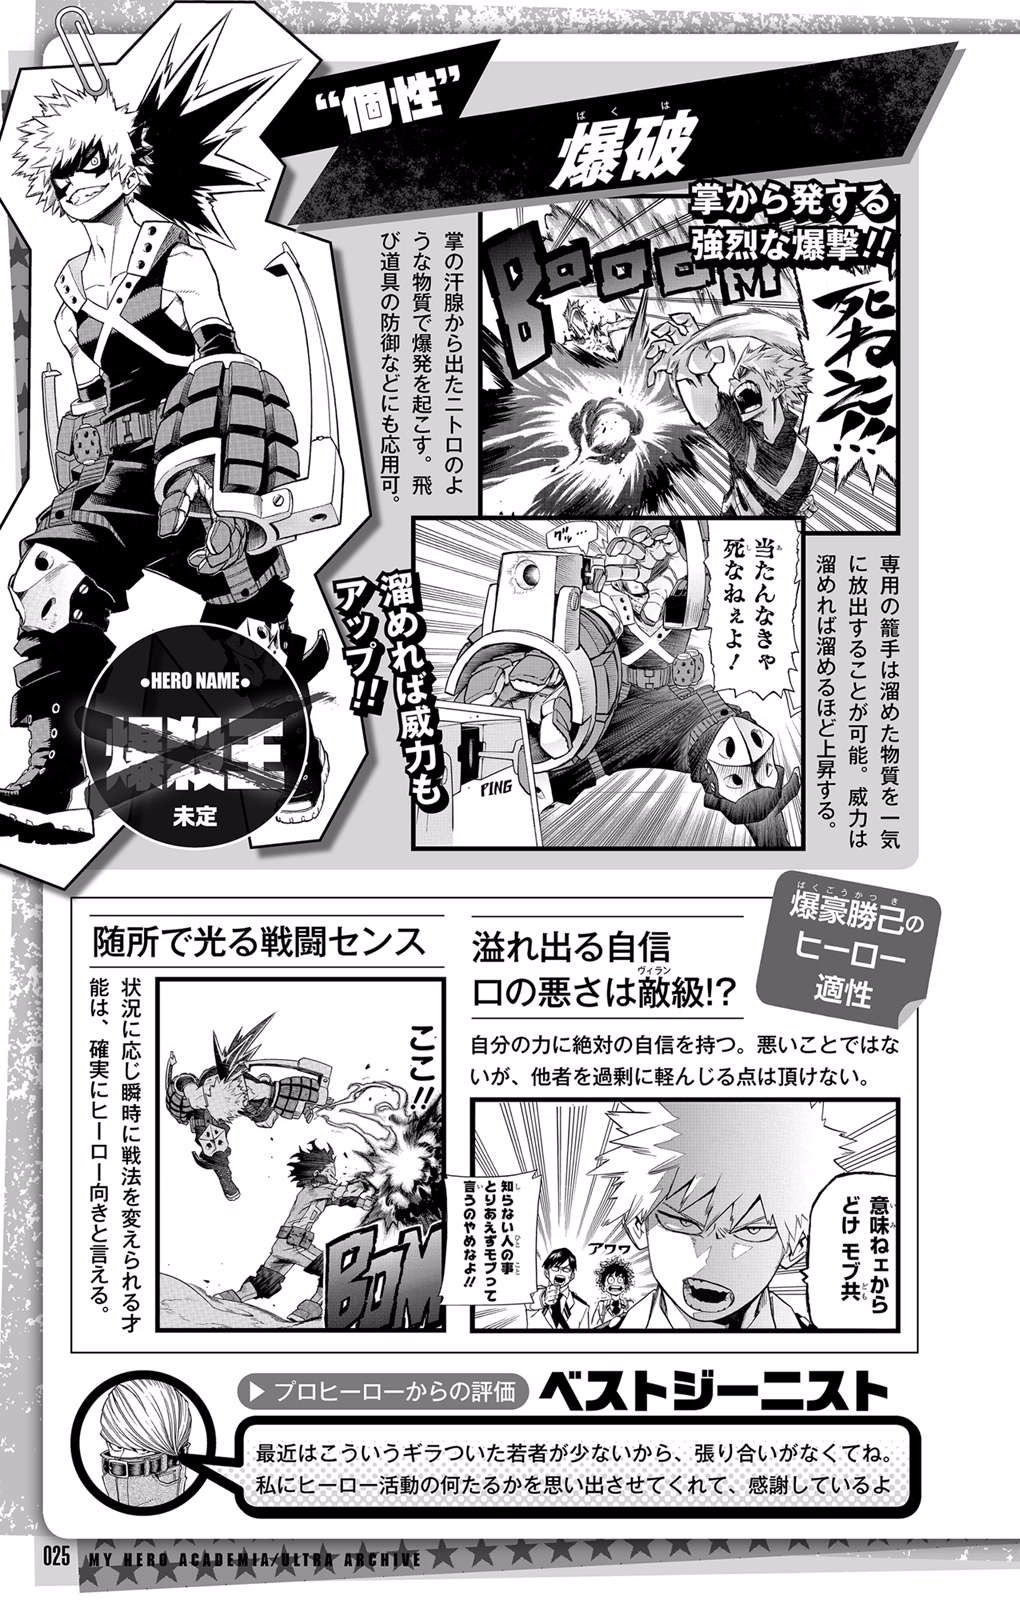 “個性”
ばくは
爆破
掌から発する
強烈な爆撃!!
掌の汗腺から出たニトロのよ
うな物質で爆発を起こす。飛
び道具の防御などにも応用可。
BOOOOM
死ねえ!!!
専用の籠手は溜めた物質を一気
に放出することが可能。威力は
溜めれば溜めるほど上昇する。
溜めれば威力も
アップ!!
グッ…
当たんなきゃ
死なねぇよ!
PING
•HERO NAME•
爆殺王
未定
ばくごうかつき
爆豪勝己の
ヒーロー
適性
溢れ出る自信
口の悪さは敵級!?
ヴィラン
自分の力に絶対の自信を持つ。悪いことではな
いが、他者を過剰に軽んじる点は頂けない。
意味ねェから
どけ モブ共
アワワ
知らない人の事
とりあえずモブって
言うのやめなよ!!
随所で光る戦闘センス
状況に応じ瞬時に戦法を変えられる才
能は、確実にヒーロー向きと言える。
ここ!!
BOM
▶プロヒーローからの評価
ベストジーニスト
最近はこういうギラついた若者が少ないから、張り合いがなくてね。
私にヒーロー活動の何たるかを思い出させてくれて、感謝しているよ
025
MY HERO ACADEMIA/ULTRA ARCHIVE